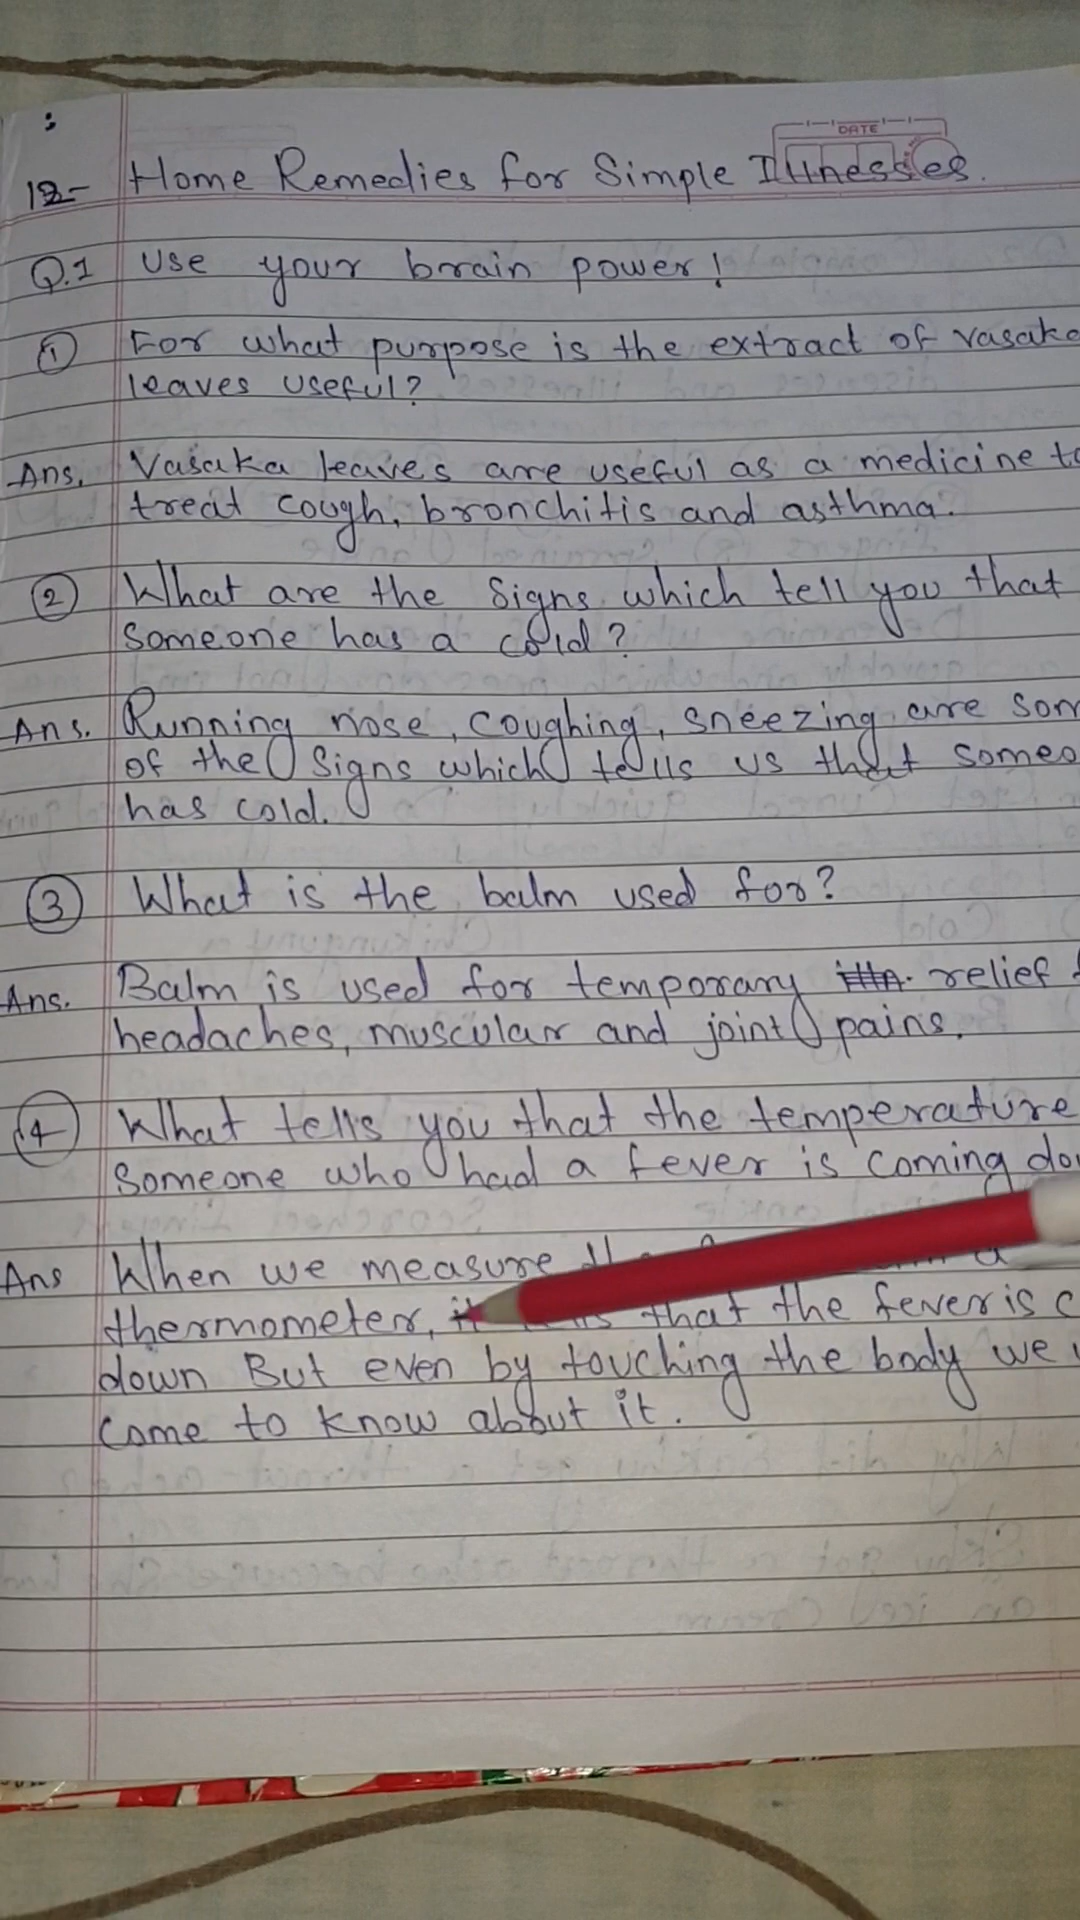 DATE
12- Home Remedies for Simple Illnesses.
Q.1 Use your brain power!
① For what purpose is the extract of vasaka
leaves useful?
Ans. Vasaka leaves are useful as a medicine to
treat cough, bronchitis and asthma.
② What are the signs which tell you that
someone has a cold?
Ans. Running nose, coughing, sneezing are
of the signs which tells us that
has cold.
③ What is the balm used for?
Ans. Balm is used for temporary relief
headaches, muscular and joint pains.
④ What tells you that the temperature
someone who had a fever is coming
Ans When we measure
thermometer, it that the fever is
down But even by touching the body we
come to know about it.